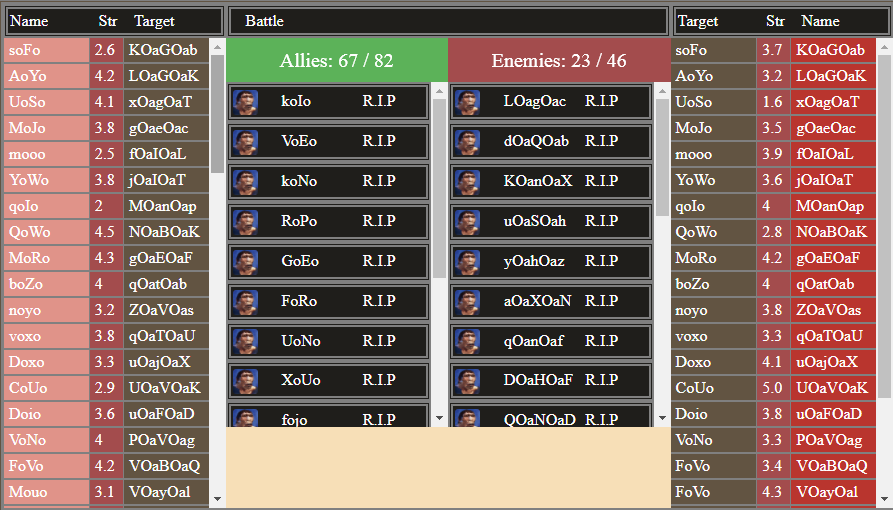 Name Str Target Battle Target Str Name
Allies: 67 / 82 Enemies: 23 / 46
soFo 2.6 KOaGOab
AoYo 4.2 LOaGOaK
UoSo 4.1 xOagOaT
MoJo 3.8 gOaeOac
mooo 2.5 fOaIOaL
YoWo 3.8 jOaIOaT
qoIo 2 MOanOap
QoWo 4.5 NOaBOaK
MoRo 4.3 gOaEOaF
boZo 4 qOatOab
noyo 3.2 ZOaVOas
voxo 3.8 qOaTOaU
Doxo 3.3 uOajOaX
CoUo 2.9 UOaVOaK
Doio 3.6 uOaFOaD
VoNo 4 POaVOag
FoVo 4.2 VOaBOaQ
Mouo 3.1 VOayOal
koIo R.I.P
VoEo R.I.P
koNo R.I.P
RoPo R.I.P
GoEo R.I.P
FoRo R.I.P
UoNo R.I.P
XoUo R.I.P
fojo R.I.P
LOagOac R.I.P
dOaQOab R.I.P
KOanOaX R.I.P
uOaSOah R.I.P
yOahOaz R.I.P
aOaXOaN R.I.P
qOanOaf R.I.P
DOaHOaF R.I.P
QOaNOaD R.I.P
soFo 3.7 KOaGOab
AoYo 3.2 LOaGOaK
UoSo 1.6 xOagOaT
MoJo 3.5 gOaeOac
mooo 3.9 fOaIOaL
YoWo 3.6 jOaIOaT
qoIo 4 MOanOap
QoWo 2.8 NOaBOaK
MoRo 4.2 gOaEOaF
boZo 4 qOatOab
noyo 3.8 ZOaVOas
voxo 3.3 qOaTOaU
Doxo 4.1 uOajOaX
CoUo 5.0 UOaVOaK
Doio 3.8 uOaFOaD
VoNo 3.3 POaVOag
FoVo 3.4 VOaBOaQ
FoVo 4.3 VOayOal